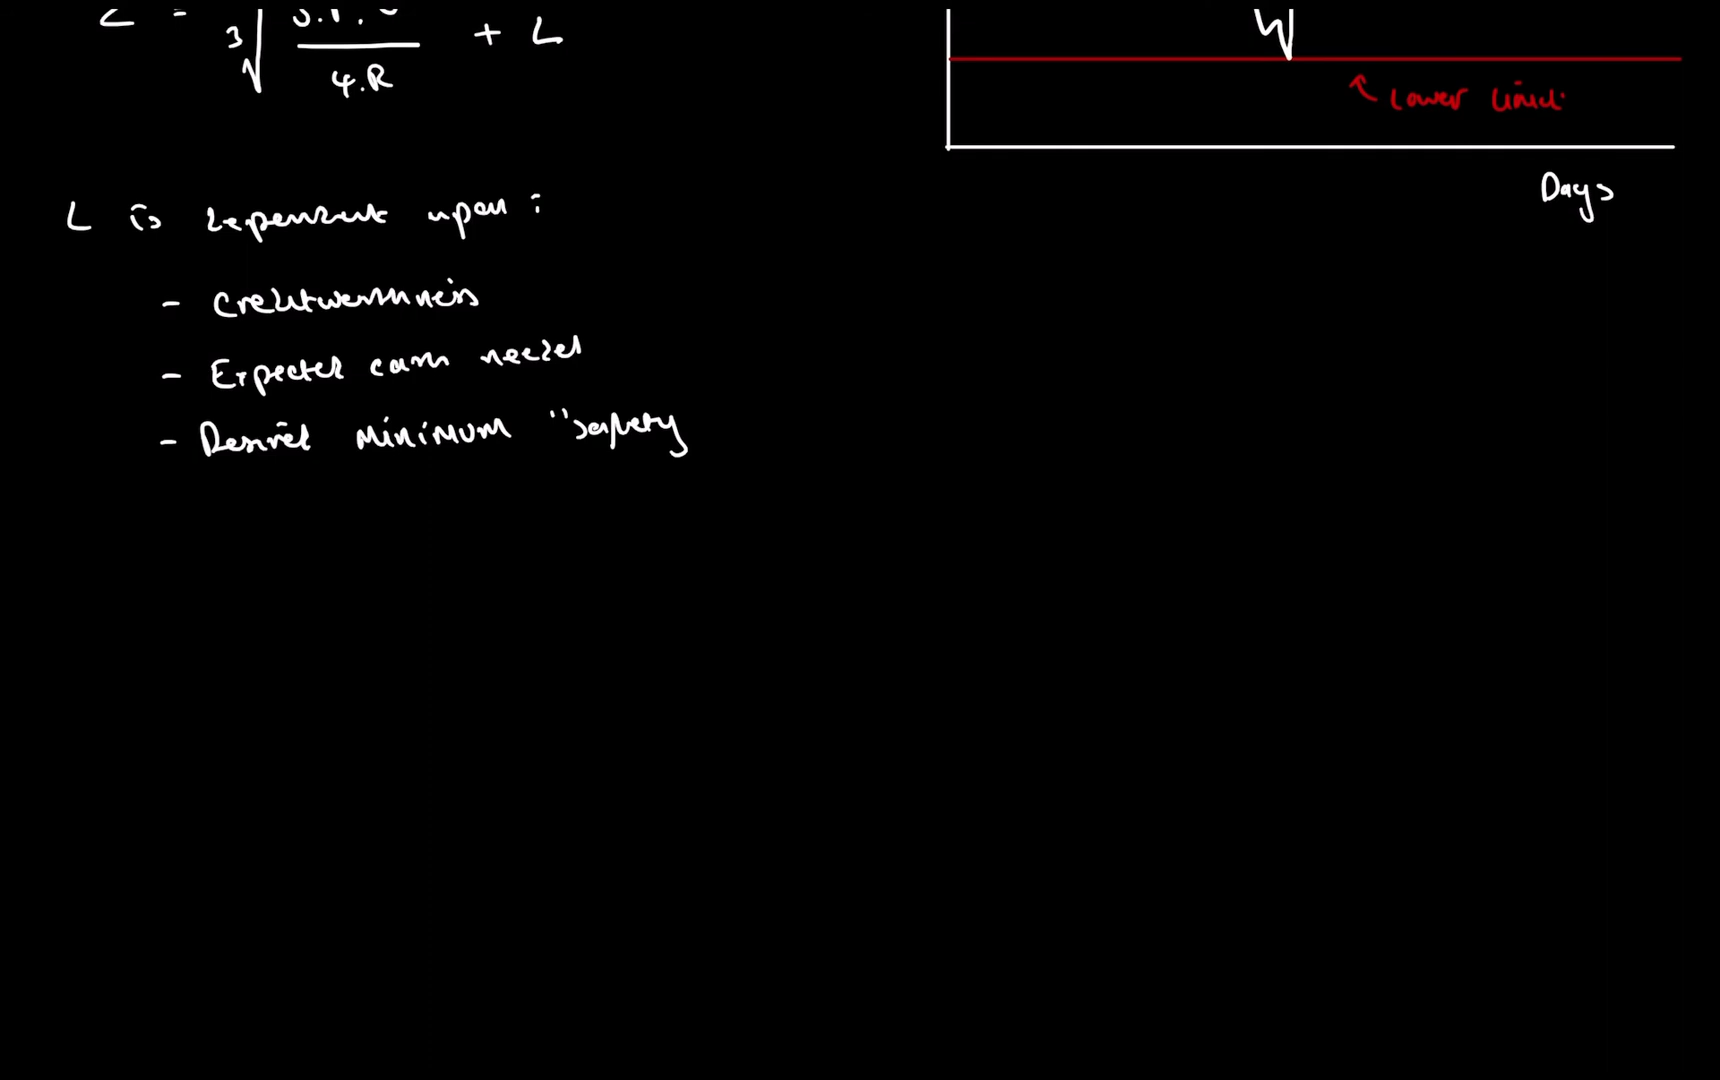 3√ 4.R + L
Lower Limit
Days
L is dependent upon :
- Creditworthiness
- Expected cash needed
- Desired minimum "safety